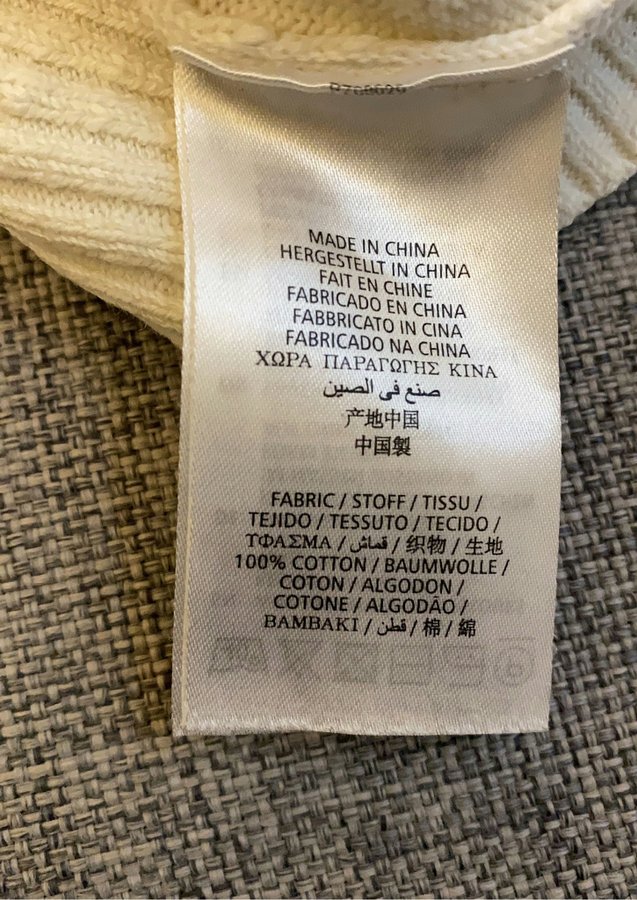 MADE IN CHINA
HERGESTELLT IN CHINA
FAIT EN CHINE
FABRICADO EN CHINA
FABBRICATO IN CINA
FABRICADO NA CHINA
ΧΩΡΑ ΠΑΡΑΓΩΓΗΣ ΚΙΝΑ
صنع في الصين
产地中国
中国製
FABRIC / STOFF / TISSU /
TEJIDO / TESSUTO / TECIDO /
ΥΦΑΣΜΑ / قماش / 织物 / 生地
100% COTTON / BAUMWOLLE /
COTON / ALGODON /
COTONE / ALGODÃO /
ΒΑΜΒΑΚΙ / قطن / 棉 / 綿